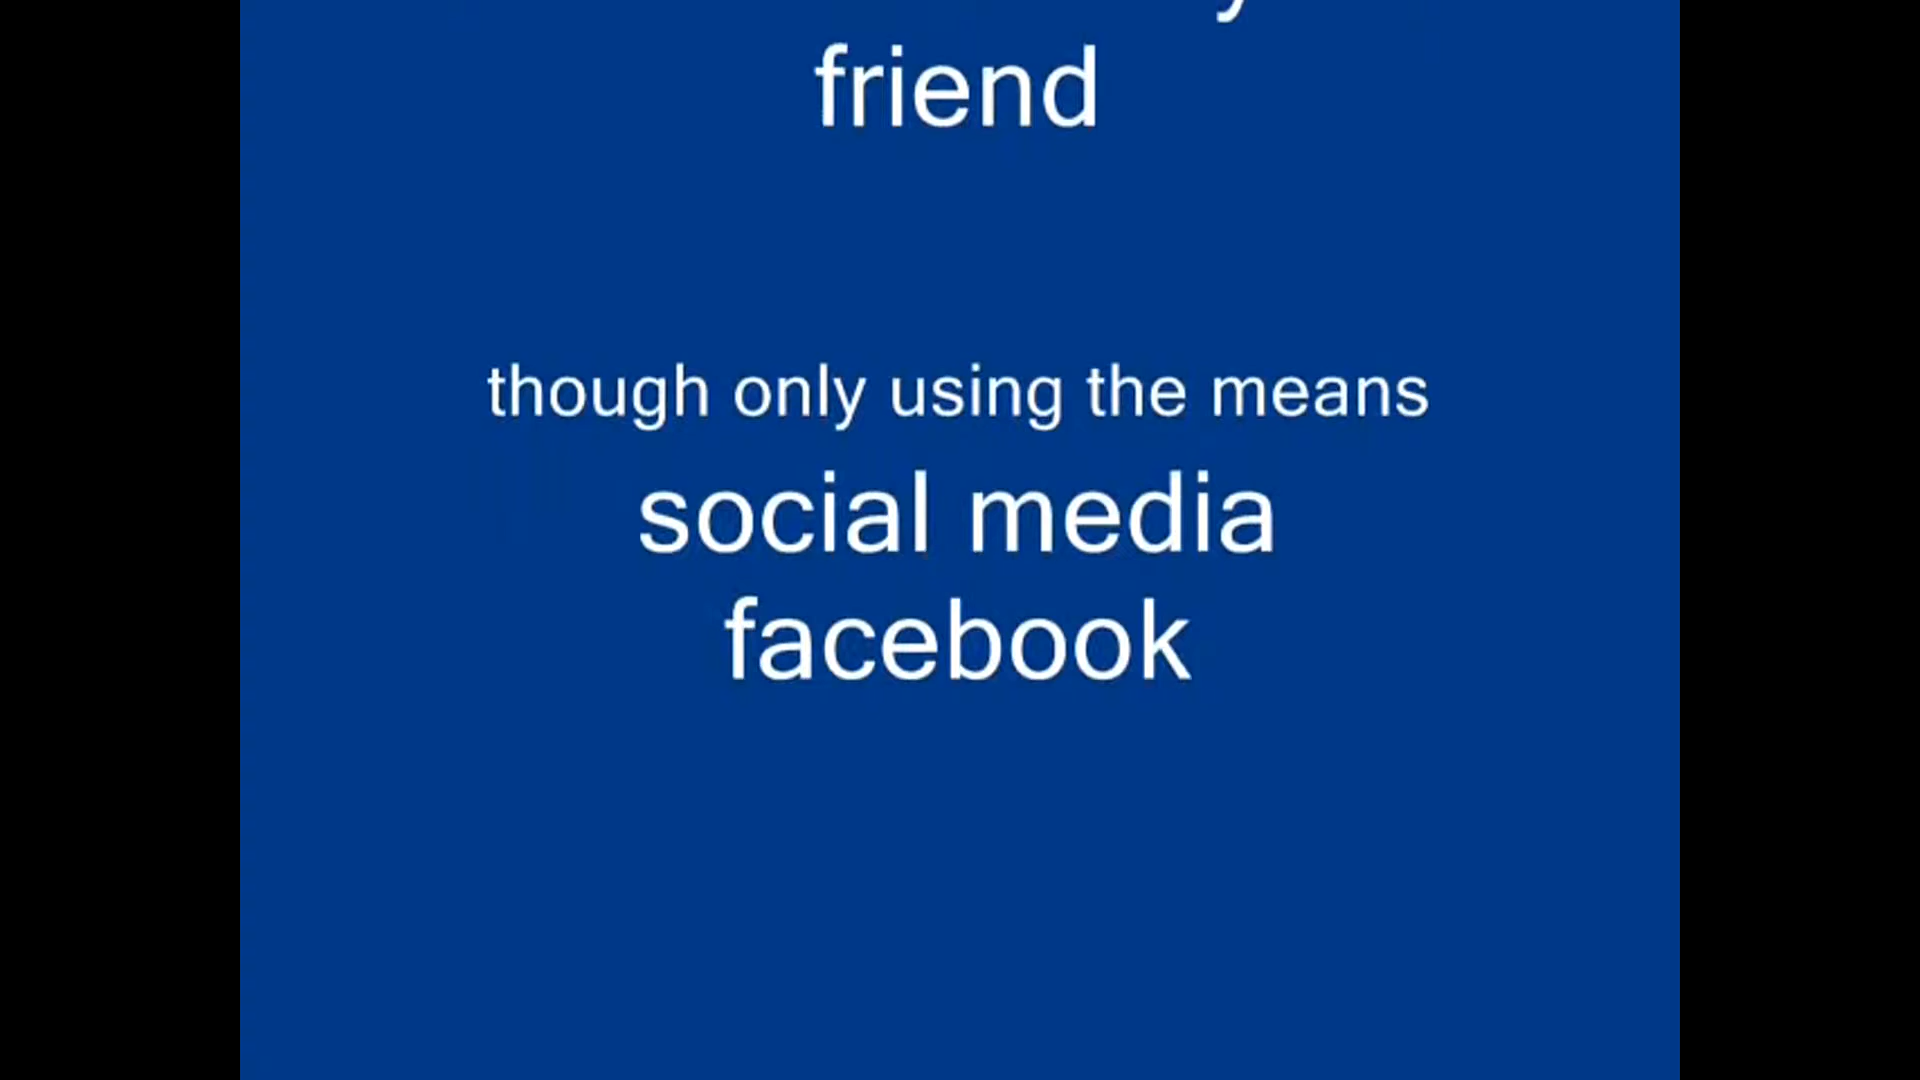 friend
though only using the means
social media
facebook